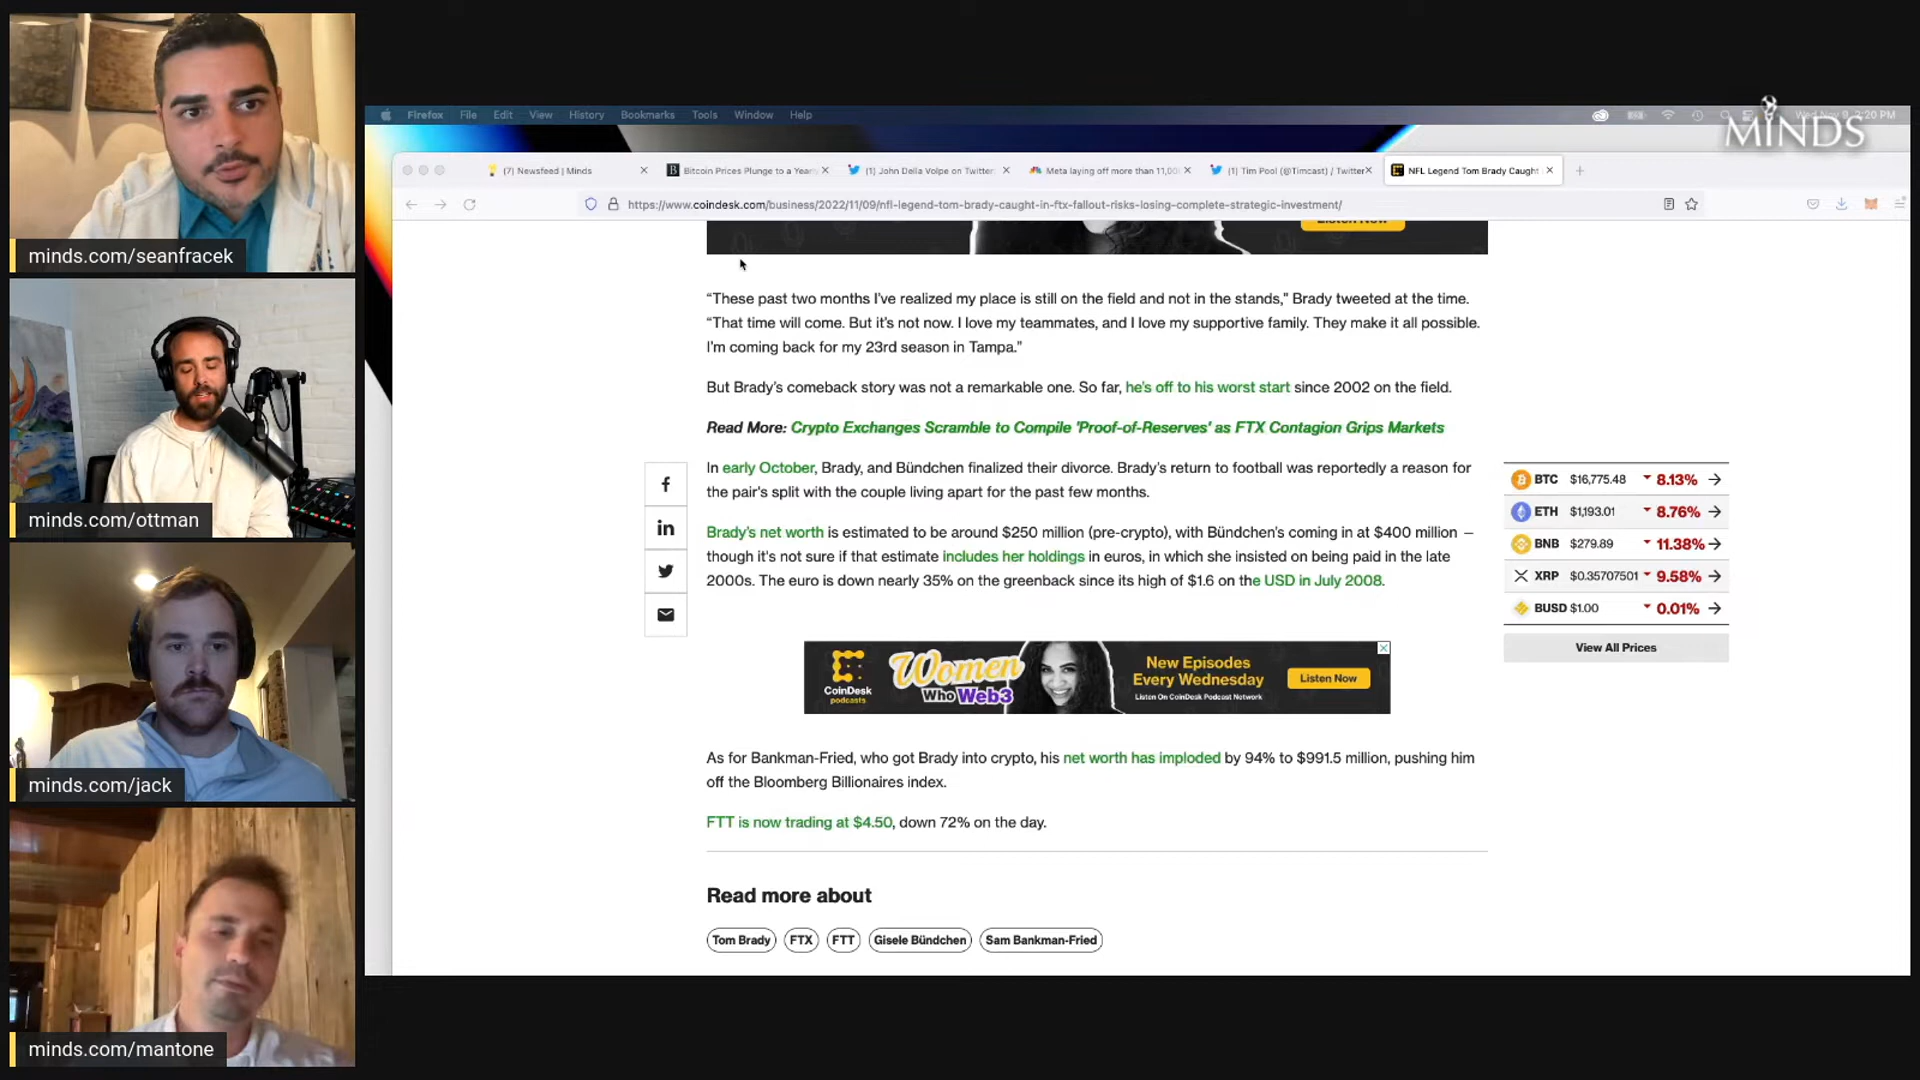 minds.com/seanfracek
minds.com/ottman
minds.com/jack
minds.com/mantone
Firefox File Edit View History Bookmarks Tools Window Help
Wed Nov 9 2:20 PM
MINDS
(7) Newsfeed | Minds
Bitcoin Prices Plunge to a Year
(1) John Della Volpe on Twitter:
Meta laying off more than 11,00
(1) Tim Pool (@Timcast) / Twitter
NFL Legend Tom Brady Caught
https://www.coindesk.com/business/2022/11/09/nfl-legend-tom-brady-caught-in-ftx-fallout-risks-losing-complete-strategic-investment/
Listen Now
“These past two months I’ve realized my place is still on the field and not in the stands,” Brady tweeted at the time.
“That time will come. But it’s not now. I love my teammates, and I love my supportive family. They make it all possible.
I’m coming back for my 23rd season in Tampa.”
But Brady’s comeback story was not a remarkable one. So far, he’s off to his worst start since 2002 on the field.
Read More: Crypto Exchanges Scramble to Compile 'Proof-of-Reserves' as FTX Contagion Grips Markets
In early October, Brady, and Bündchen finalized their divorce. Brady’s return to football was reportedly a reason for
the pair’s split with the couple living apart for the past few months.
Brady’s net worth is estimated to be around $250 million (pre-crypto), with Bündchen’s coming in at $400 million –
though it's not sure if that estimate includes her holdings in euros, in which she insisted on being paid in the late
2000s. The euro is down nearly 35% on the greenback since its high of $1.6 on the USD in July 2008.
CoinDesk
podcasts
Women
Who Web3
New Episodes
Every Wednesday
Listen On CoinDesk Podcast Network
Listen Now
As for Bankman-Fried, who got Brady into crypto, his net worth has imploded by 94% to $991.5 million, pushing him
off the Bloomberg Billionaires index.
FTT is now trading at $4.50, down 72% on the day.
Read more about
Tom Brady FTX FTT Gisele Bündchen Sam Bankman-Fried
BTC $16,775.48 8.13%
ETH $1,193.01 8.76%
BNB $279.89 11.38%
XRP $0.35707501 9.58%
BUSD $1.00 0.01%
View All Prices